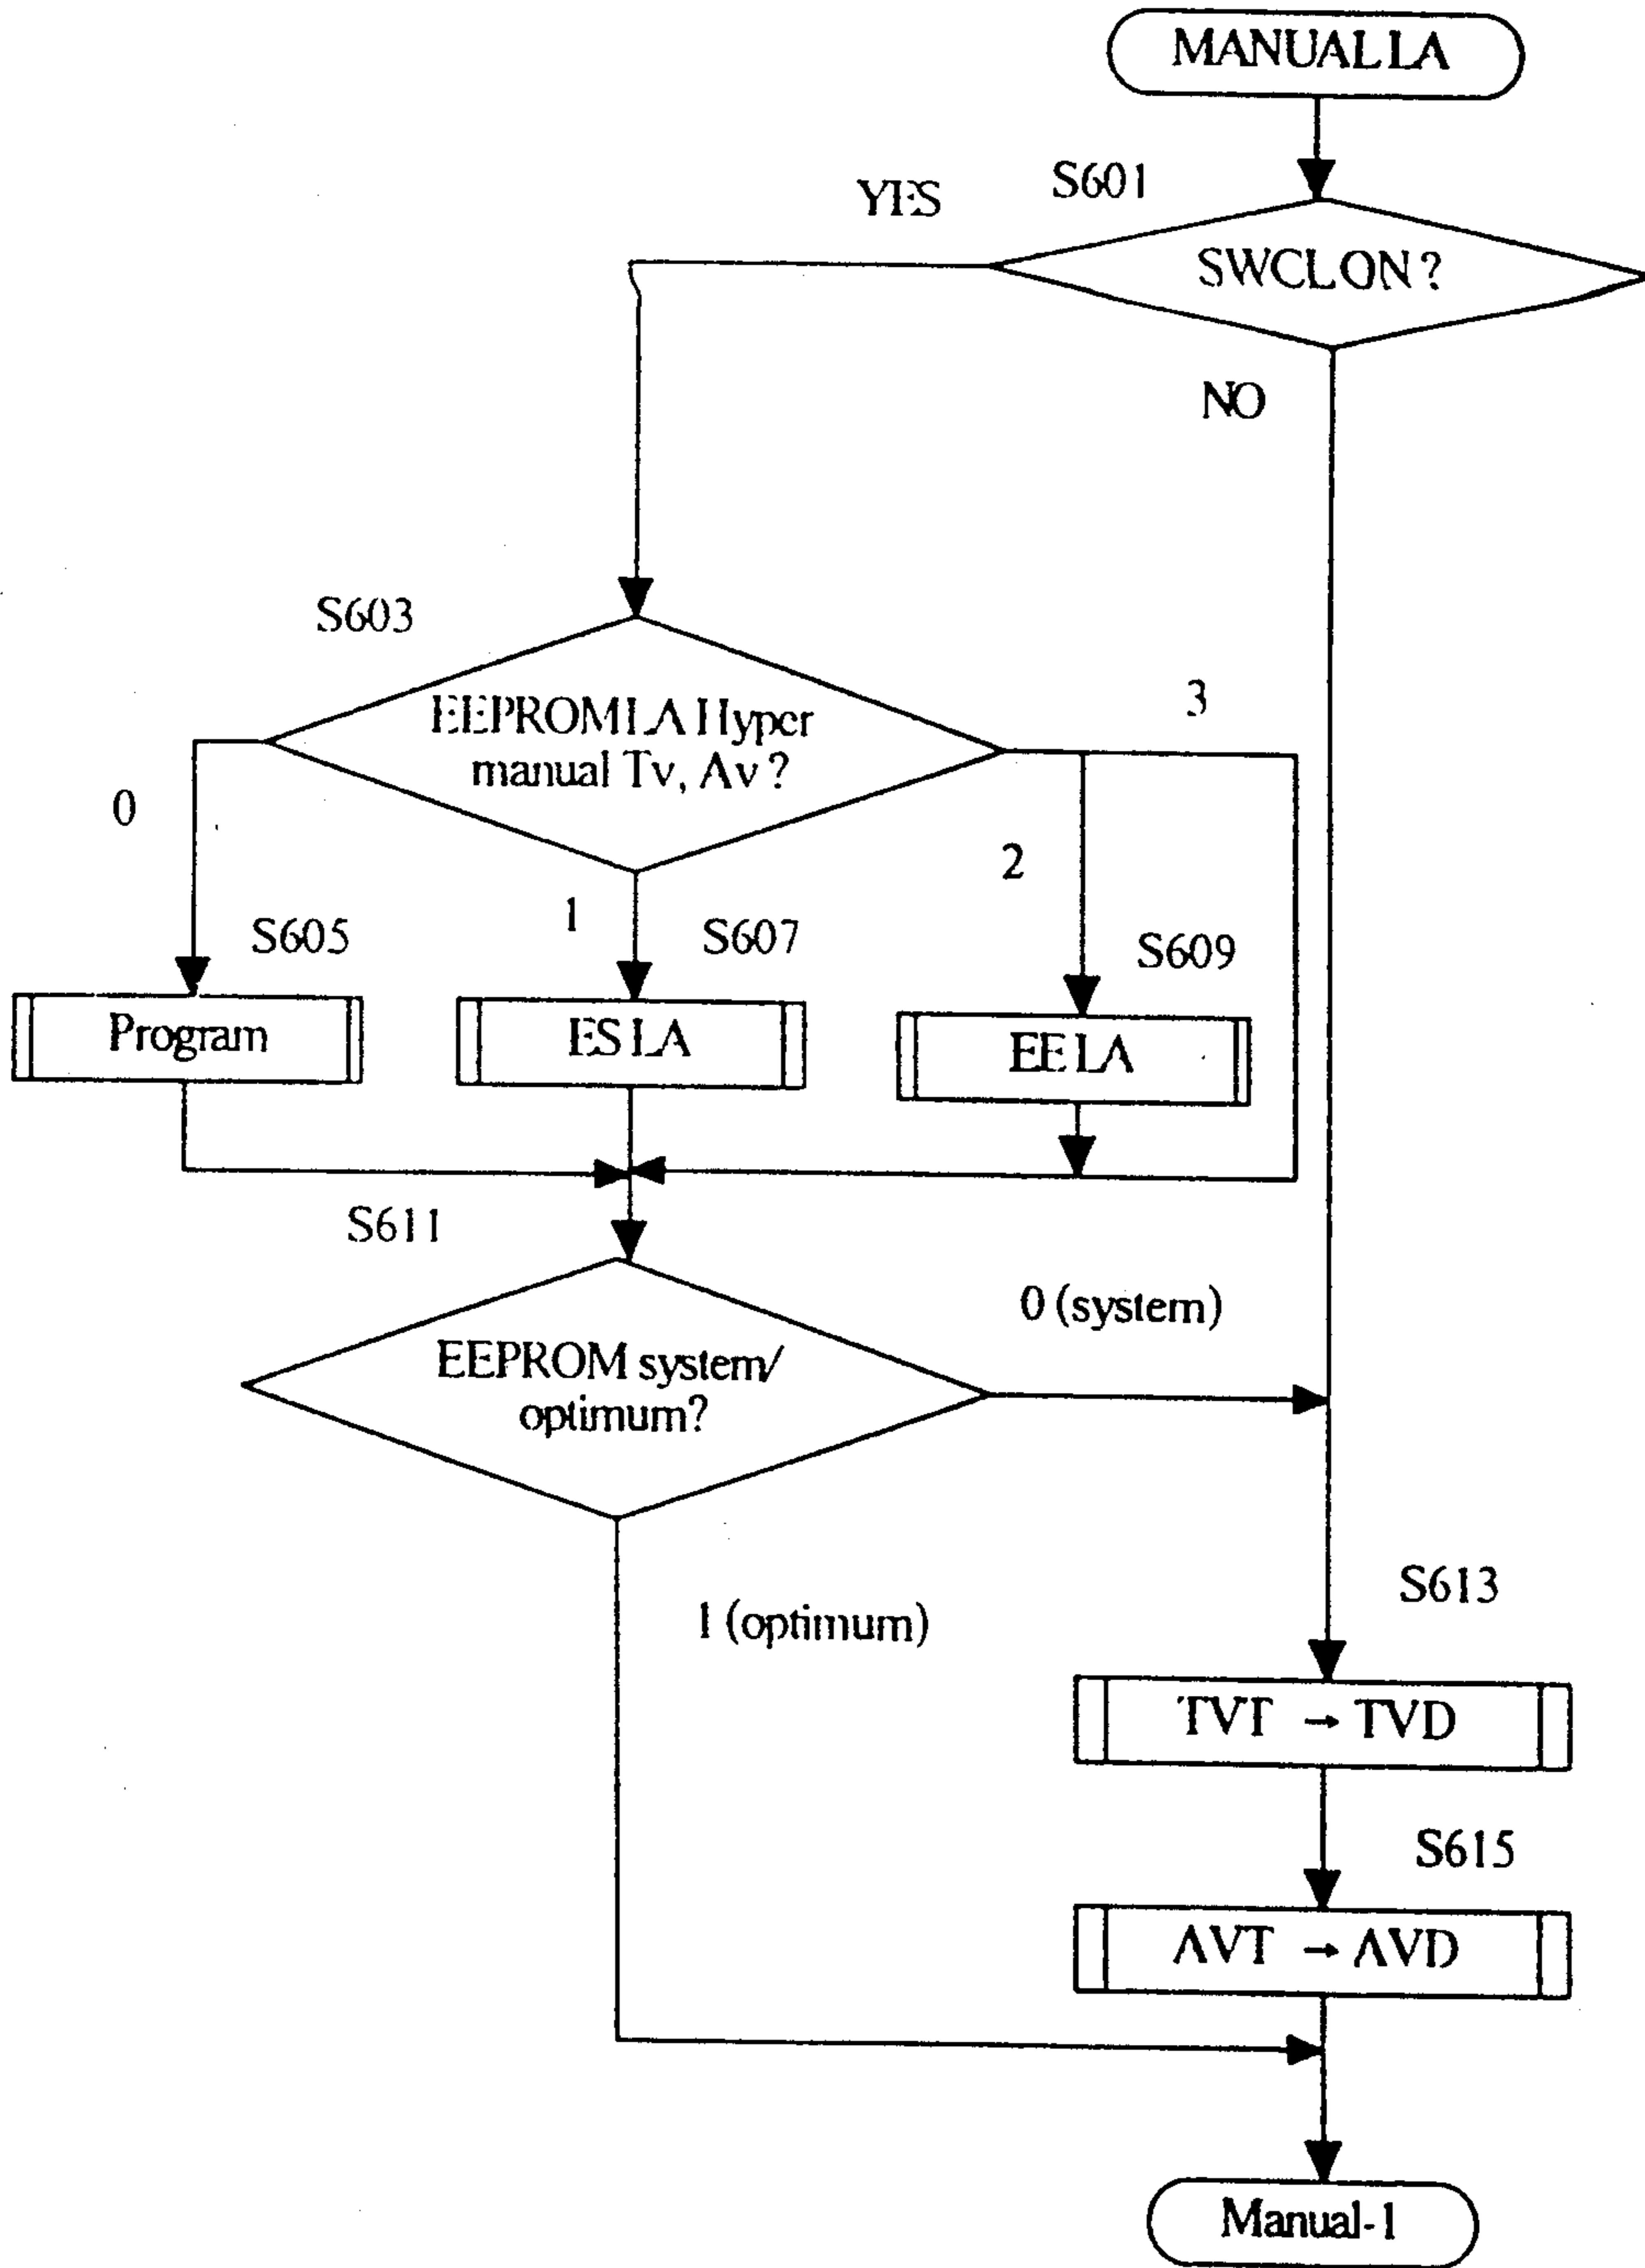 MANUAL LA
S601
YES
SWCL ON ?
NO
S603
EEPROM LA Hyper
manual Tv, Av ?
3
0
2
1
S605
S607
S609
Program
ES LA
EE LA
S611
0 (system)
EEPROM system/
optimum?
1 (optimum)
S613
TVT → TVD
S615
AVT → AVD
Manual-1